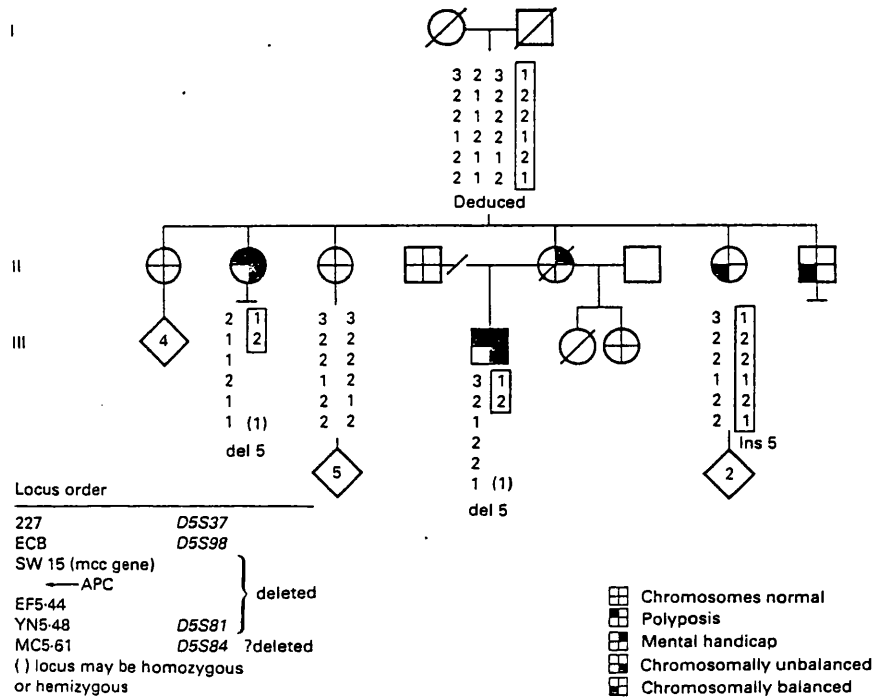 I
3 2 3 1
2 1 2 2
2 1 2 2
1 2 2 1
2 1 1 2
2 1 2 1
Deduced
II
III
4
2 1
1 2
1
2
1
1 (1)
del 5
3 3
2 2
2 2
1 2
2 1
2 2
5
3 1
2 2
1
2
2
1 (1)
del 5
3 1
2 2
2 2
1 1
2 2
2 1
Ins 5
2
Locus order
227 D5S37
ECB D5S98
SW 15 (mcc gene)
APC
deleted
EF5·44
YN5·48 D5S81
MC5·61 D5S84 ?deleted
( ) locus may be homozygous
or hemizygous
Chromosomes normal
Polyposis
Mental handicap
Chromosomally unbalanced
Chromosomally balanced